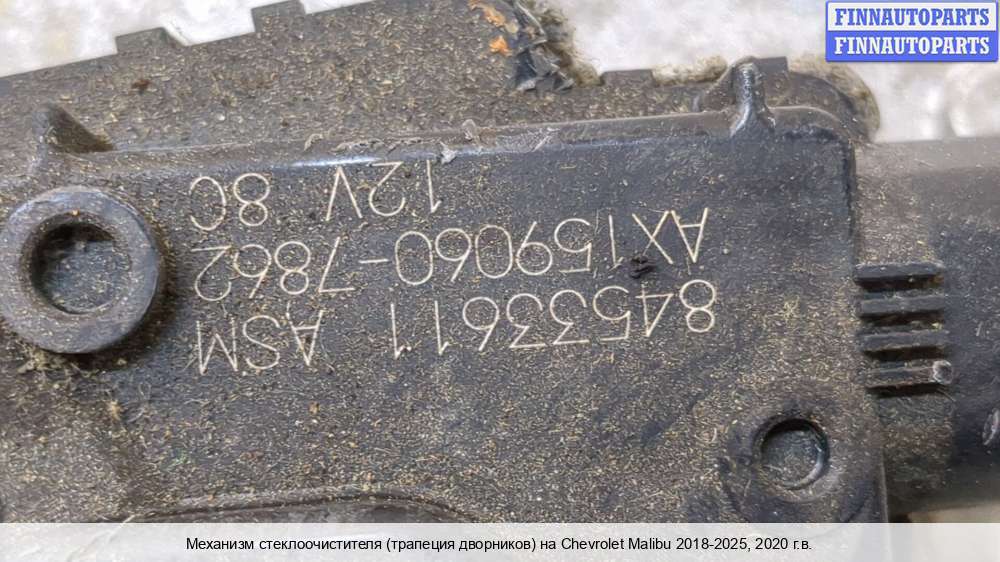 FINNAUTOPARTS
FINNAUTOPARTS
84533611 ASM
AX159060-7862
12V 8C
Механизм стеклоочистителя (трапеция дворников) на Chevrolet Malibu 2018-2025, 2020 г.в.